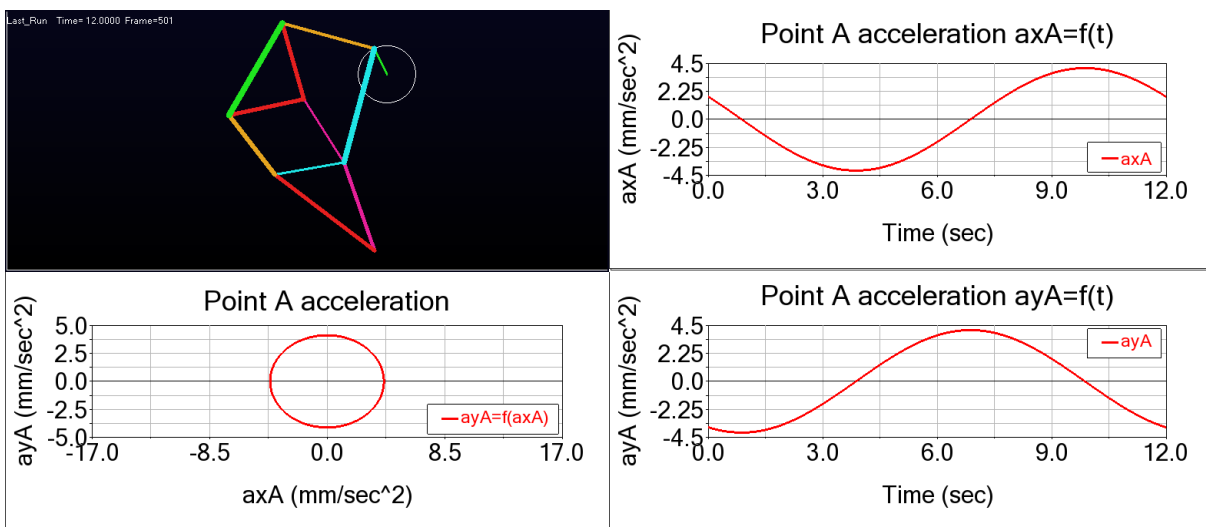 Last_Run Time= 12.0000 Frame=501
Point A acceleration axA=f(t)
axA (mm/sec^2)
4.5
2.25
0.0
-2.25
-4.5
axA
0.0 3.0 6.0 9.0 12.0
Time (sec)
Point A acceleration
ayA (mm/sec^2)
5.0
2.5
0.0
-2.5
-5.0
ayA=f(axA)
-17.0 -8.5 0.0 8.5 17.0
axA (mm/sec^2)
Point A acceleration ayA=f(t)
ayA (mm/sec^2)
4.5
2.25
0.0
-2.25
-4.5
ayA
0.0 3.0 6.0 9.0 12.0
Time (sec)